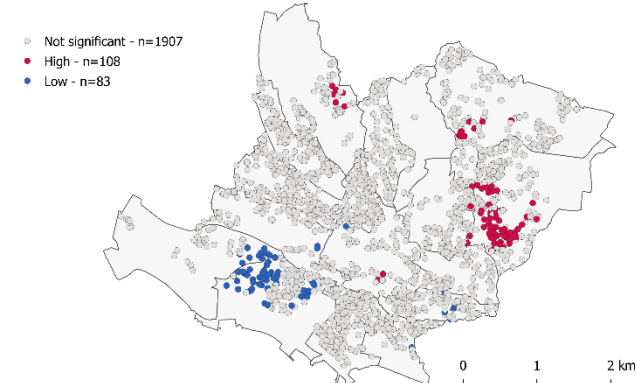 Not significant - n=1907
High - n=108
Low - n=83
0 1 2 km